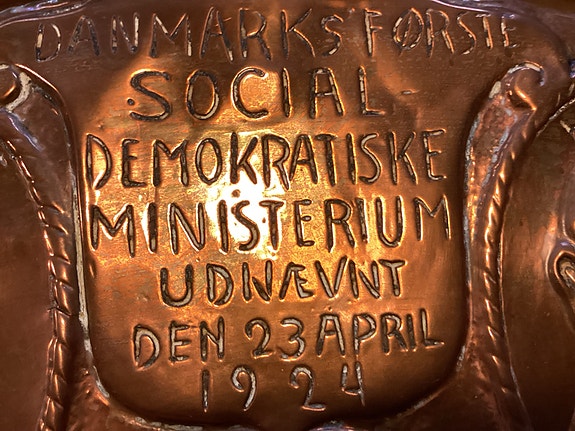 DANMARKS FØRSTE
SOCIAL-
DEMOKRATISKE
MINISTERIUM
UDNÆVNT
DEN 23 APRIL
1924